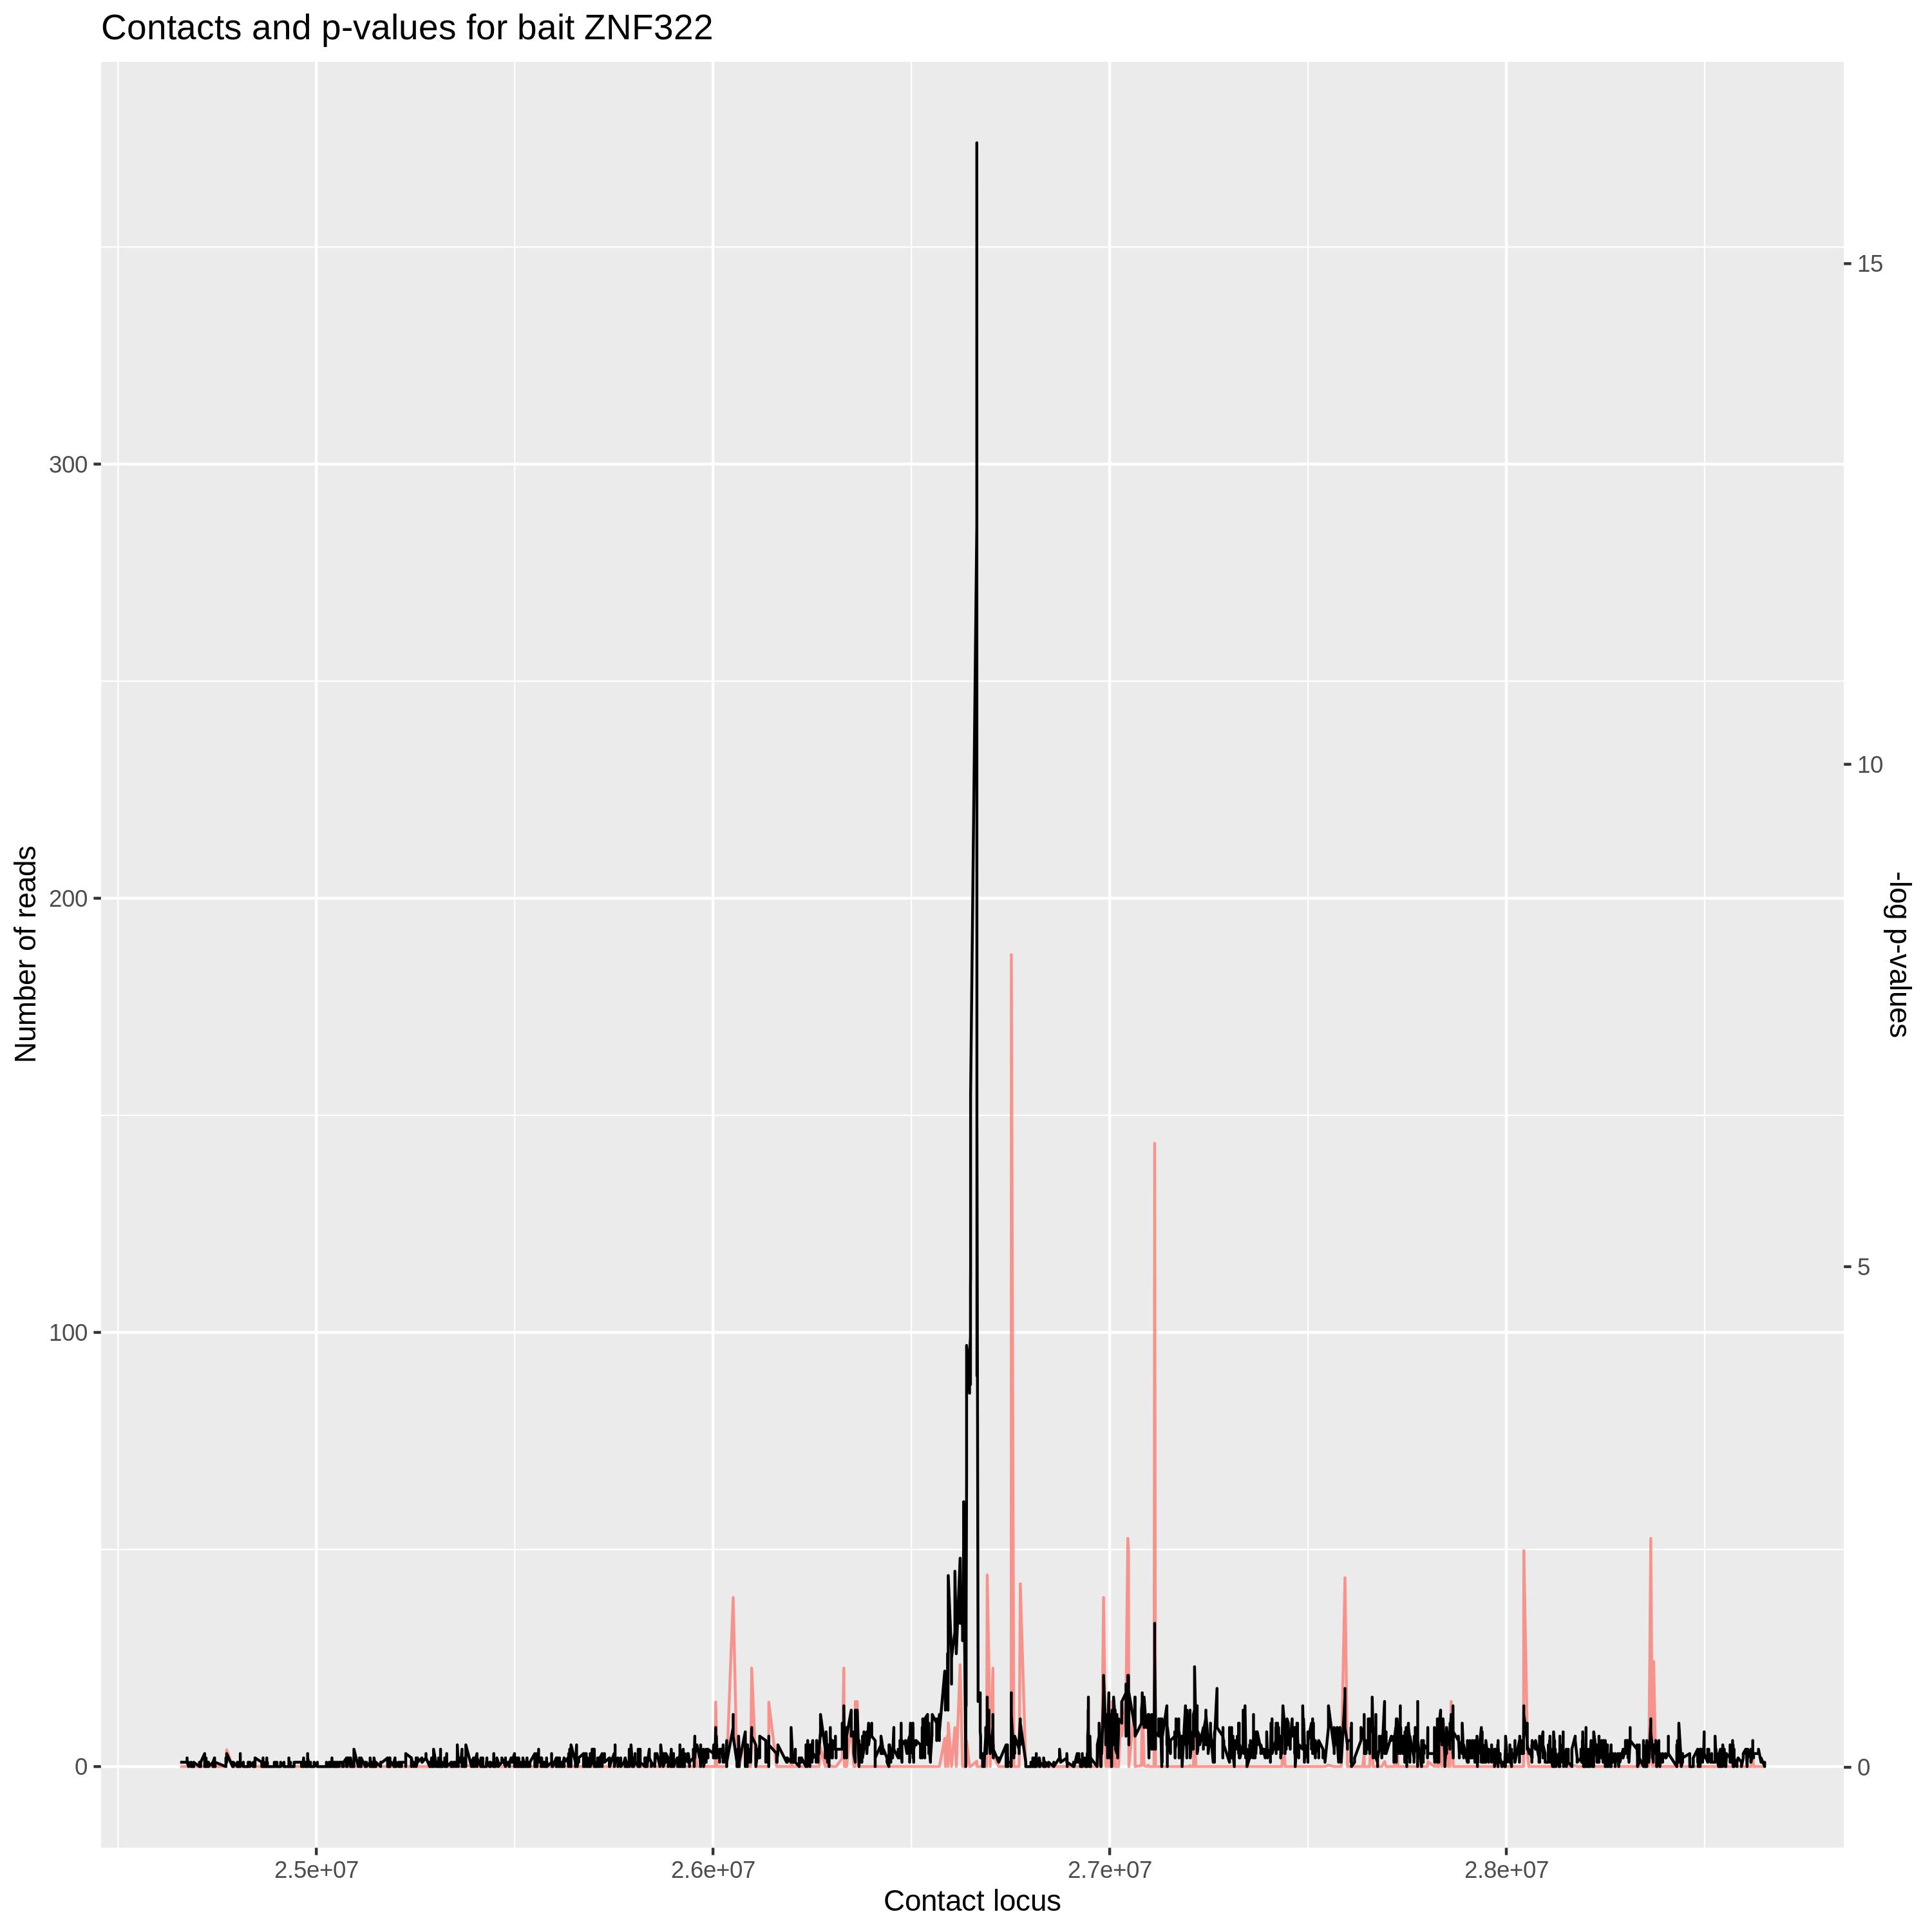 Contacts and p-values for bait ZNF322
Number of reads
300
200
100
0
15
10
5
0
-log p-values
2.5e+07
2.6e+07
2.7e+07
2.8e+07
Contact locus